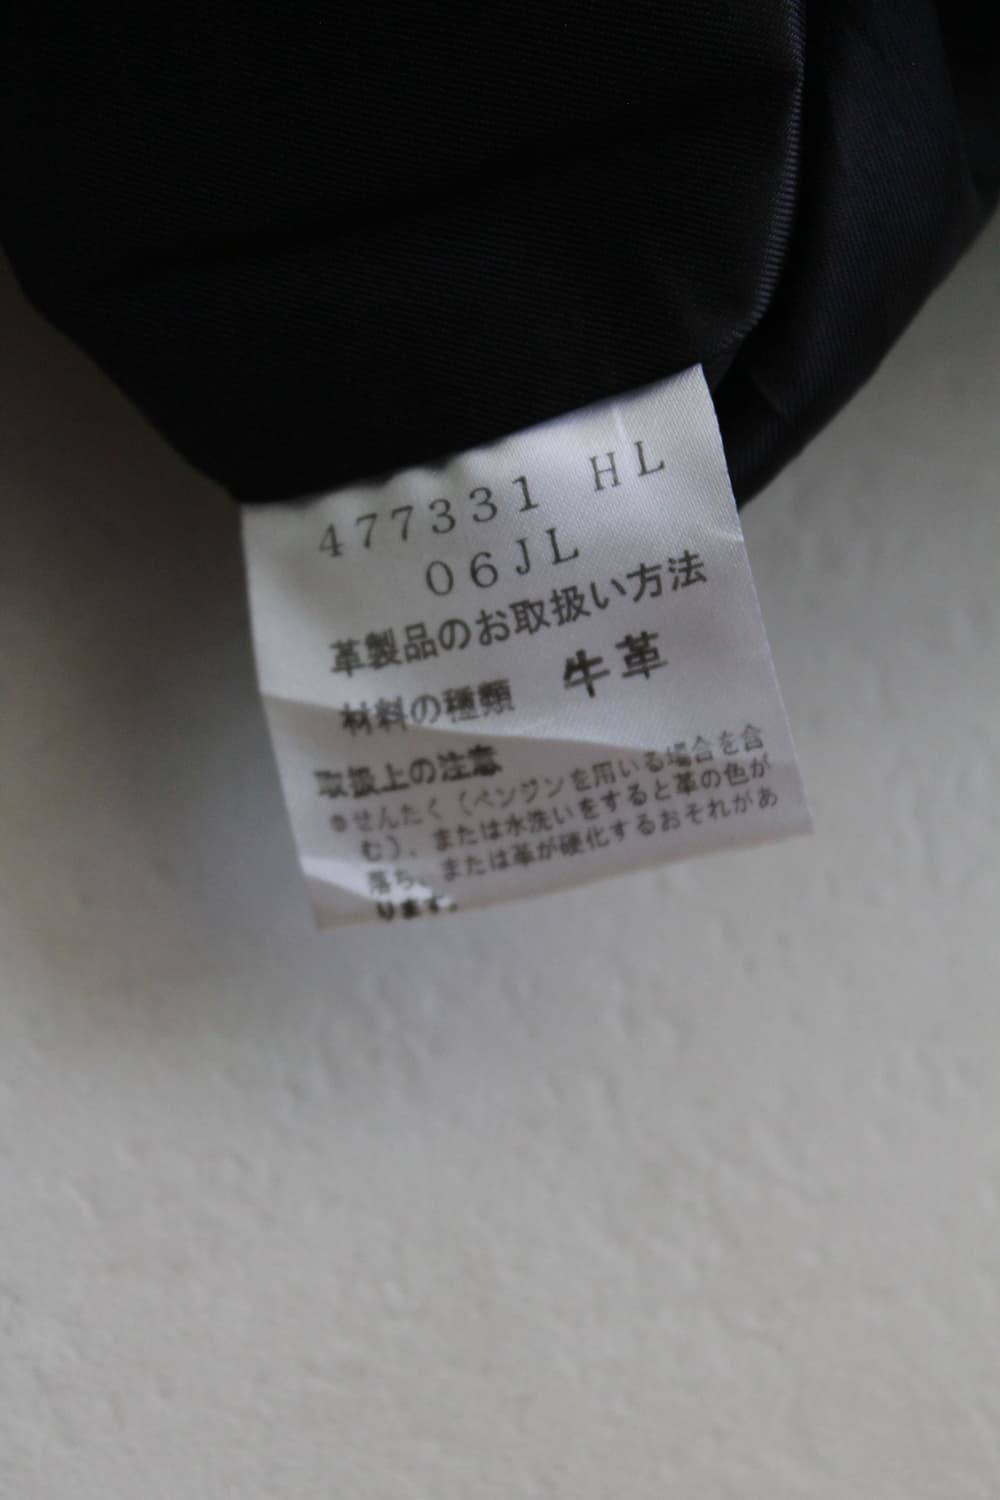 477331 HL
06JL
革製品のお取扱い方法
材料の種類 牛革
取扱上の注意
●せんたく（ベンジンを用いる場合を含
む）、または水洗いをすると革の色が
落ち、または革が硬化するおそれがあ
ります。